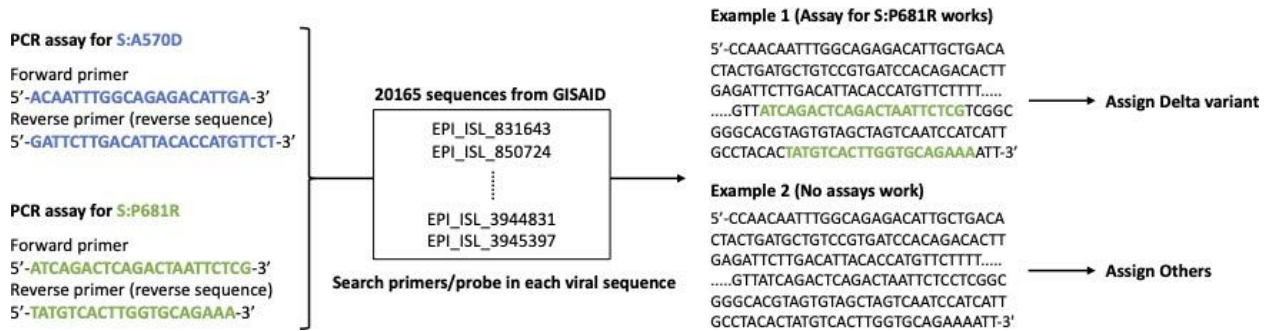 PCR assay for S:A570D
Forward primer
5’-ACAATTTGGCAGAGACATTGA-3’
Reverse primer (reverse sequence)
5’-GATTCTTGACATTACACCATGTTCT-3’
PCR assay for S:P681R
Forward primer
5’-ATCAGACTCAGACTAATTCTCG-3’
Reverse primer (reverse sequence)
5’-TATGTCACTTGGTGCAGAAA-3’
20165 sequences from GISAID
EPI_ISL_831643
EPI_ISL_850724
EPI_ISL_3944831
EPI_ISL_3945397
Search primers/probe in each viral sequence
Example 1 (Assay for S:P681R works)
5’-CCAACAATTTGGCAGAGACATTGCTGACA
CTACTGATGCTGTCCGTGATCCACAGACACTT
GAGATTCTTGACATTACACCATGTTCTTTT.....
.....GTTATCAGACTCAGACTAATTCTCGTCGGC
GGGCACGTAGTGTAGCTAGTCAATCCATCATT
GCCTACACTATGTCACTTGGTGCAGAAAATT-3’
Assign Delta variant
Example 2 (No assays work)
5’-CCAACAATTTGGCAGAGACATTGCTGACA
CTACTGATGCTGTCCGTGATCCACAGACACTT
GAGATTCTTGACATTACACCATGTTCTTTT.....
.....GTTATCAGACTCAGACTAATTCTCCTCGGC
GGGCACGTAGTGTAGCTAGTCAATCCATCATT
GCCTACACTATGTCACTTGGTGCAGAAAATT-3’
Assign Others